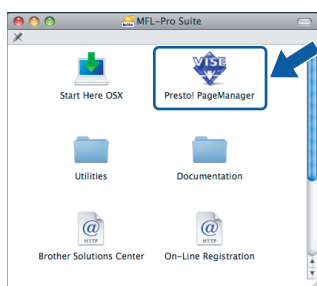 MFL-Pro Suite
VISE
Start Here OSX
Presto! PageManager
Utilities
Documentation
@
HTTP
@
HTTP
Brother Solutions Center
On-Line Registration